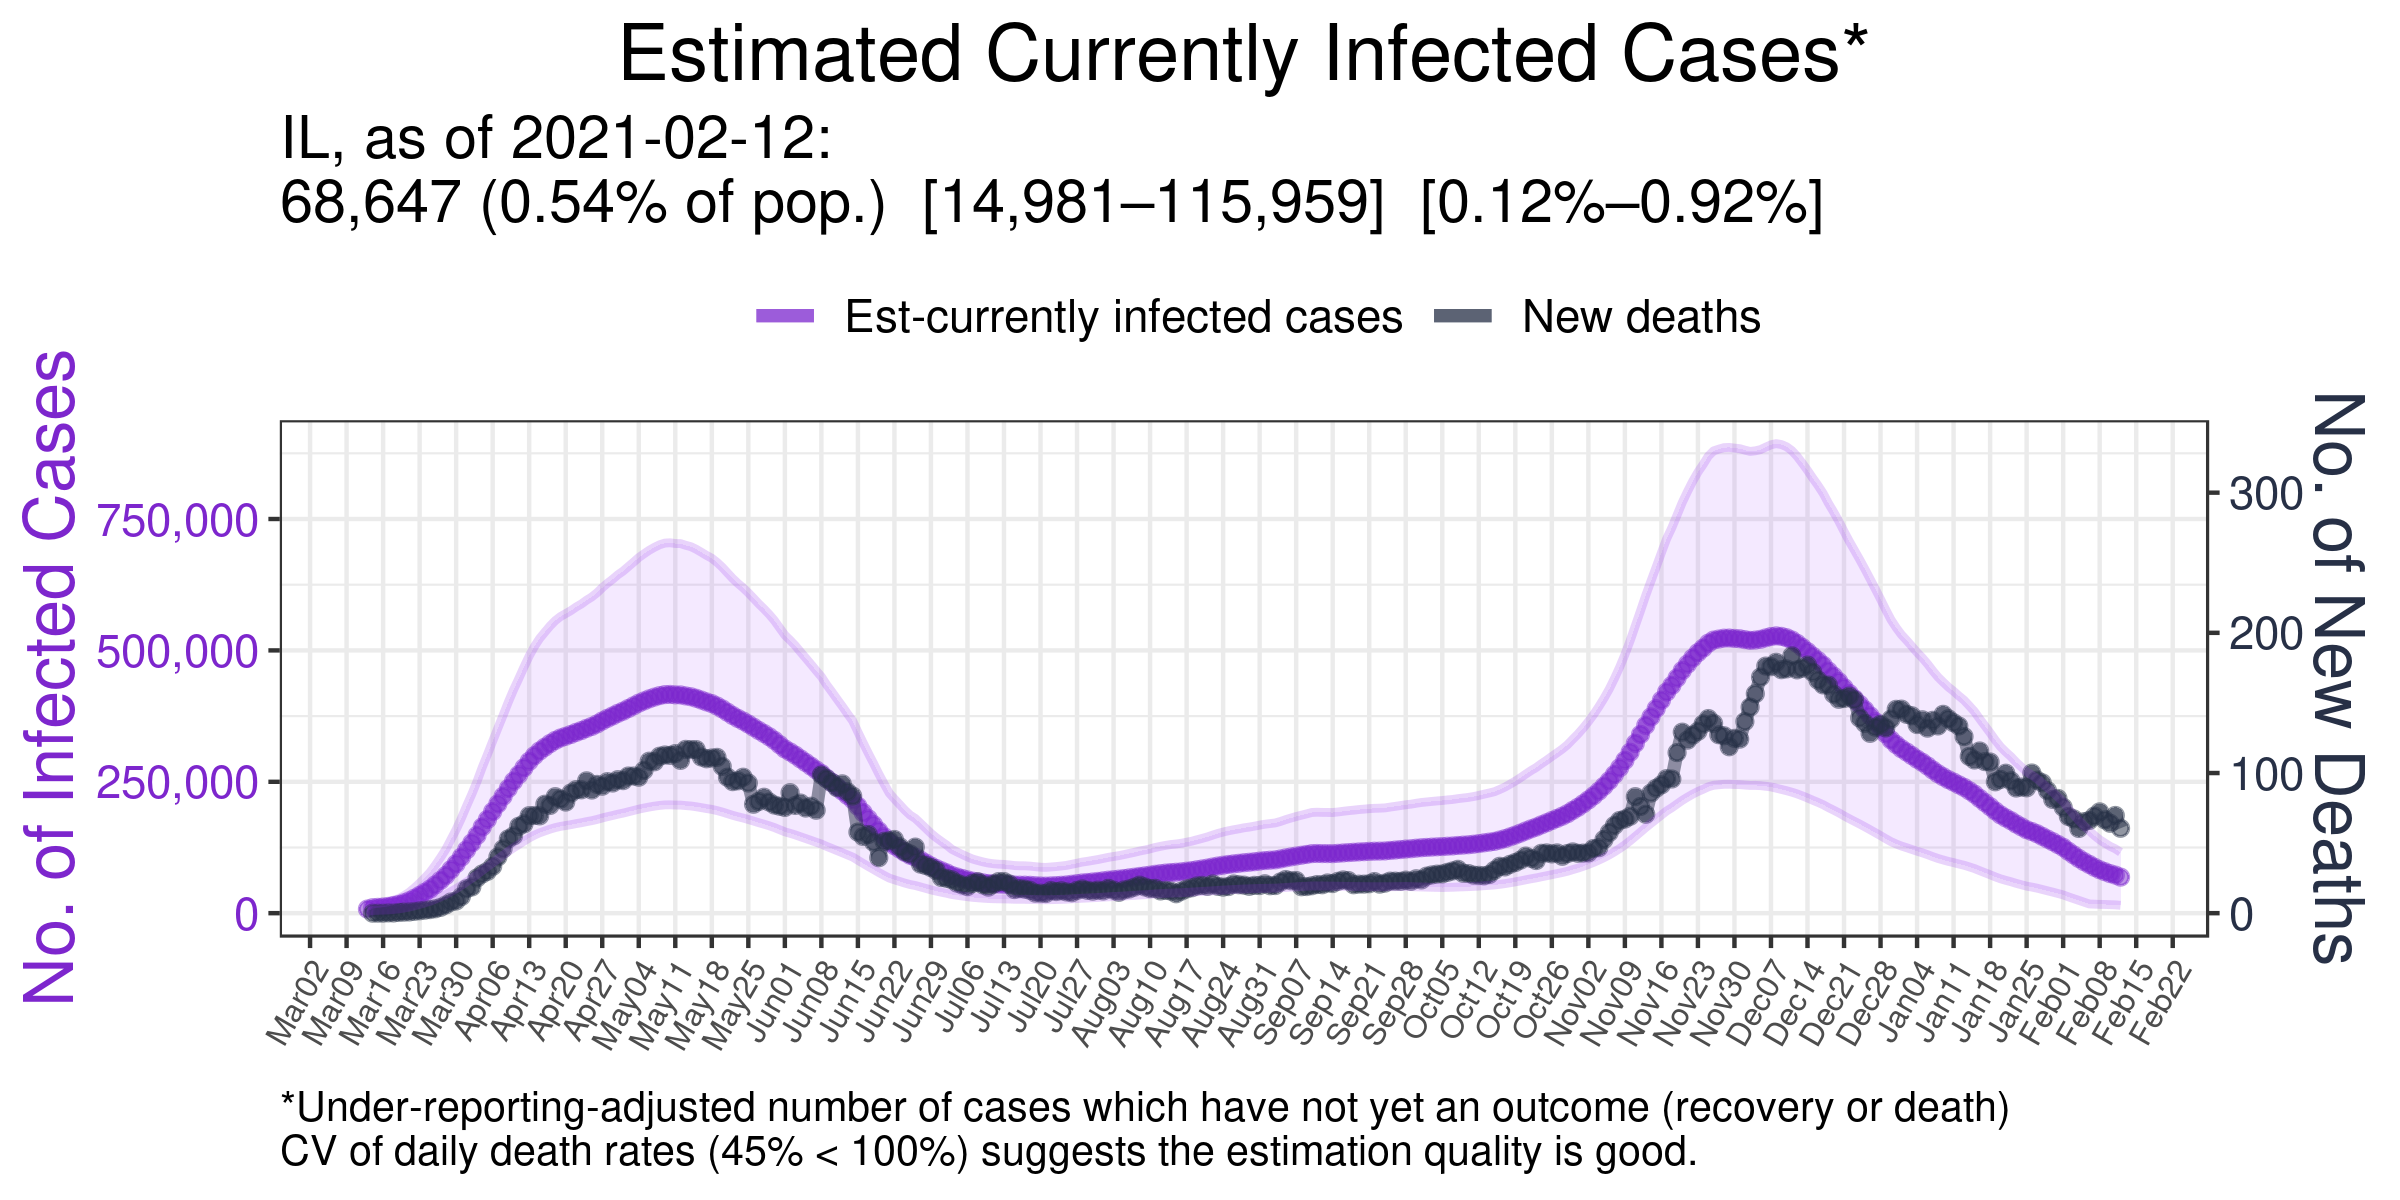 Estimated Currently Infected Cases*
IL, as of 2021-02-12:
68,647 (0.54% of pop.) [14,981–115,959] [0.12%–0.92%]
Est-currently infected cases
New deaths
No. of Infected Cases
750,000
500,000
250,000
0
300
200
100
0
No. of New Deaths
Mar02
Mar09
Mar16
Mar23
Mar30
Apr06
Apr13
Apr20
Apr27
May04
May11
May18
May25
Jun01
Jun08
Jun15
Jun22
Jun29
Jul06
Jul13
Jul20
Jul27
Aug03
Aug10
Aug17
Aug24
Aug31
Sep07
Sep14
Sep21
Sep28
Oct05
Oct12
Oct19
Oct26
Nov02
Nov09
Nov16
Nov23
Nov30
Dec07
Dec14
Dec21
Dec28
Jan04
Jan11
Jan18
Jan25
Feb01
Feb08
Feb15
Feb22
*Under-reporting-adjusted number of cases which have not yet an outcome (recovery or death)
CV of daily death rates (45% < 100%) suggests the estimation quality is good.